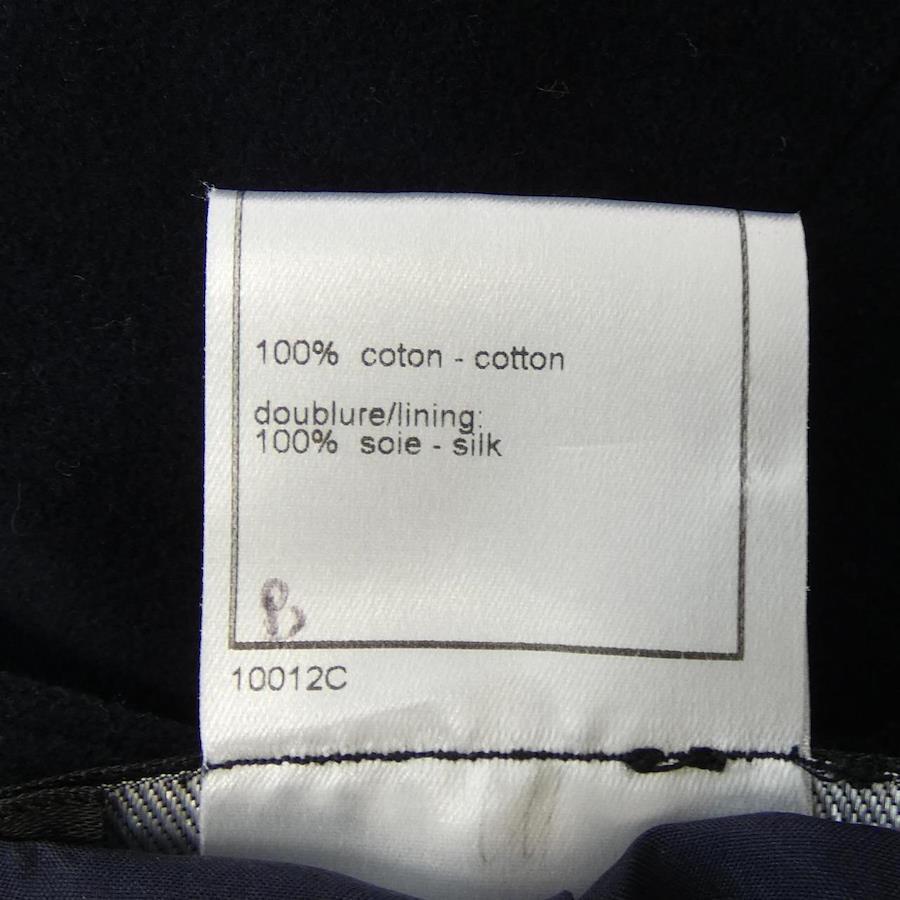 100% coton - cotton
doublure/lining:
100% soie - silk
10012C